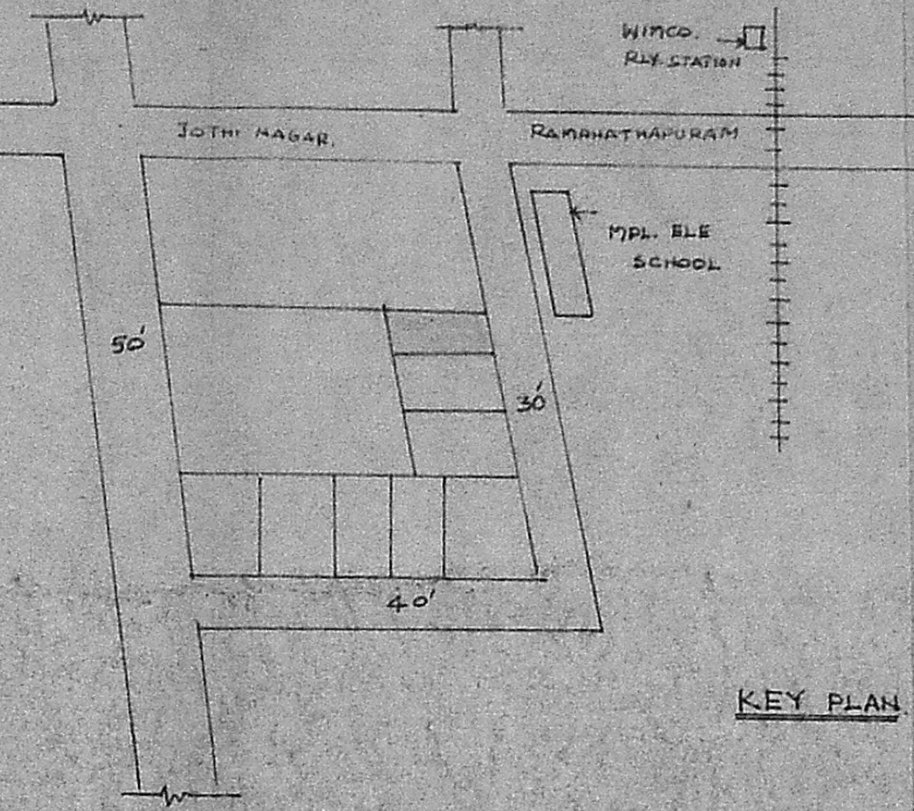 WIMCO.
RLY. STATION
JOTHI NAGAR.
RAMANATHAPURAM
MPL. ELE
SCHOOL
50'
30'
40'
KEY PLAN